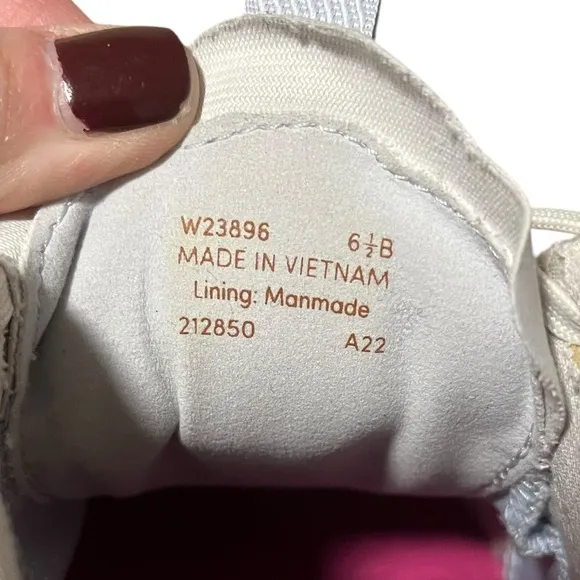 W23896 6½B
MADE IN VIETNAM
Lining: Manmade
212850 A22